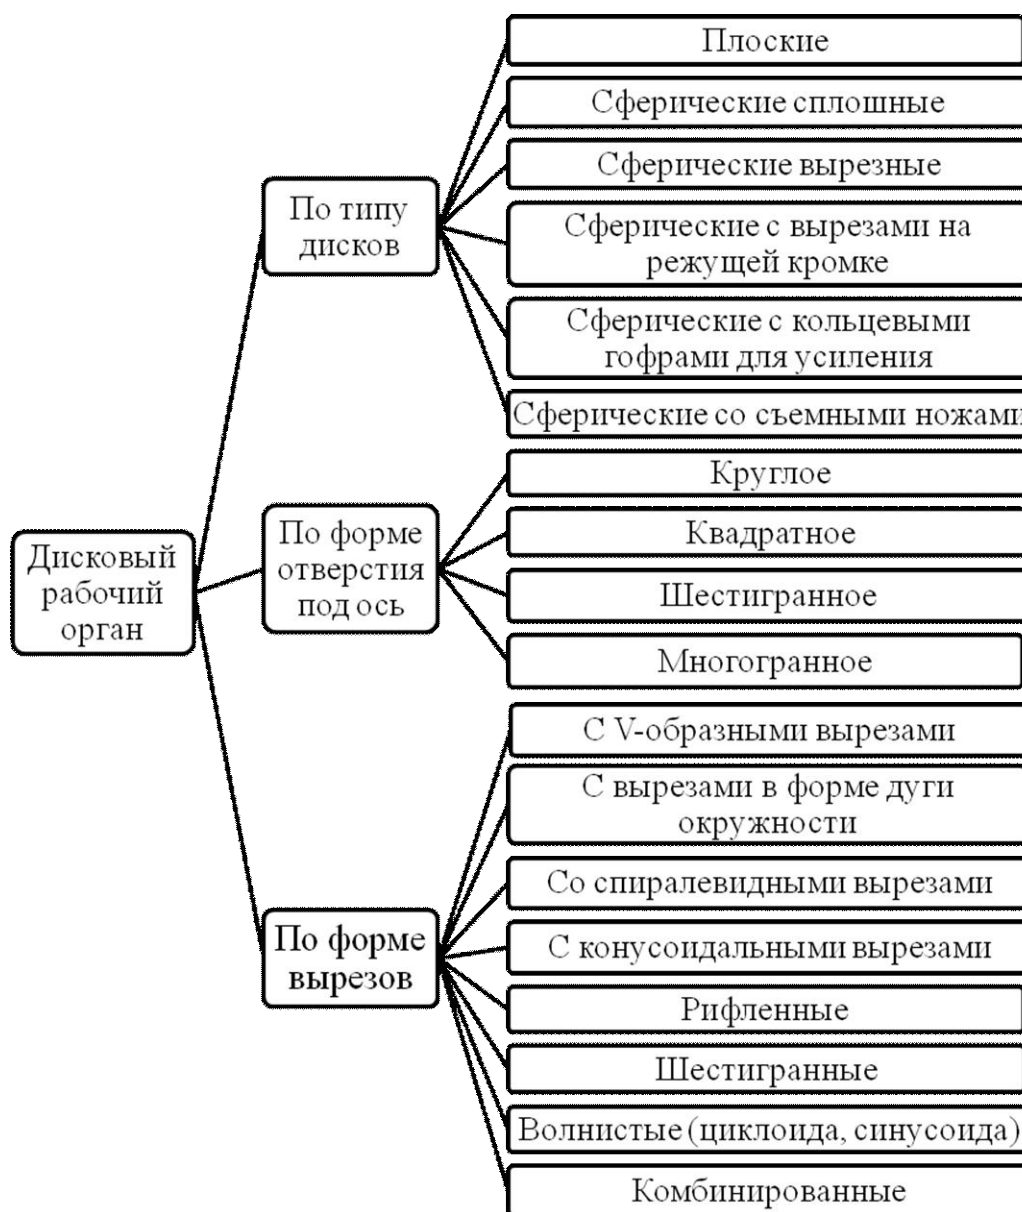 Плоские
Сферические сплошные
Сферические вырезные
По типу
дисков
Сферические с вырезами на
режущей кромке
Сферические с кольцевыми
гофрами для усиления
Сферические со съемными ножами
Круглое
Дисковый
рабочий
орган
По форме
отверстия
под ось
Квадратное
Шестигранное
Многогранное
С V-образными вырезами
С вырезами в форме дуги
окружности
Со спиралевидными вырезами
По форме
вырезов
С конусоидальными вырезами
Рифленные
Шестигранные
Волнистые (циклоида, синусоида)
Комбинированные